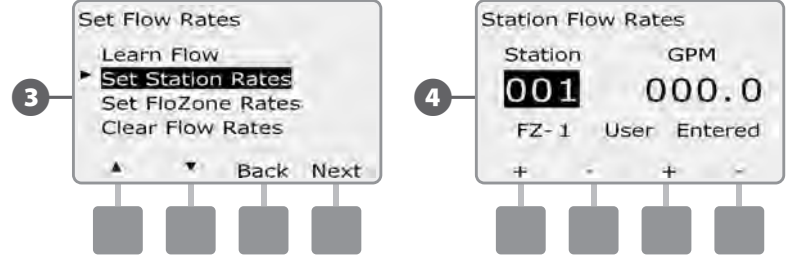 Set Flow Rates
Learn Flow
► Set Station Rates
Set FloZone Rates
Clear Flow Rates
▲ ▼ Back Next
3
Station Flow Rates
Station GPM
001 000.0
FZ- 1 User Entered
+ - + -
4